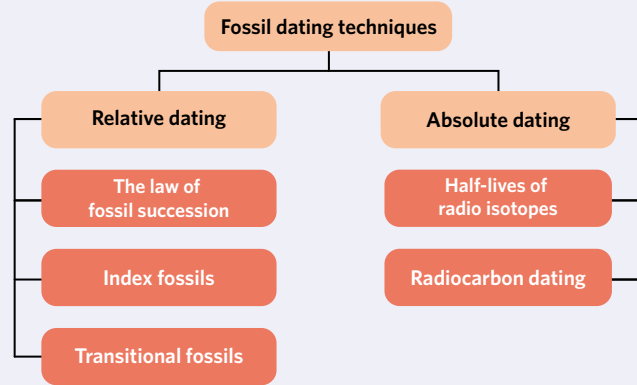 Fossil dating techniques
Relative dating
The law of
fossil succession
Index fossils
Transitional fossils
Absolute dating
Half-lives of
radio isotopes
Radiocarbon dating